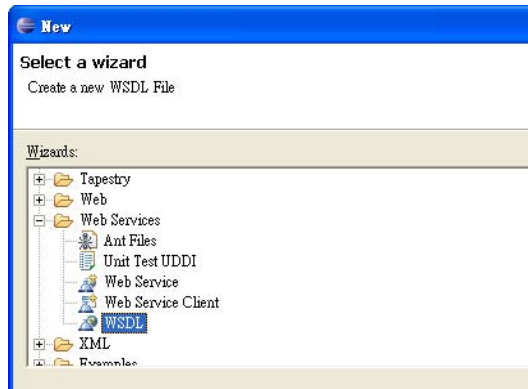 New
Select a wizard
Create a new WSDL File
Wizards:
Tapestry
Web
Web Services
Ant Files
Unit Test UDDI
Web Service
Web Service Client
WSDL
XML
Examples